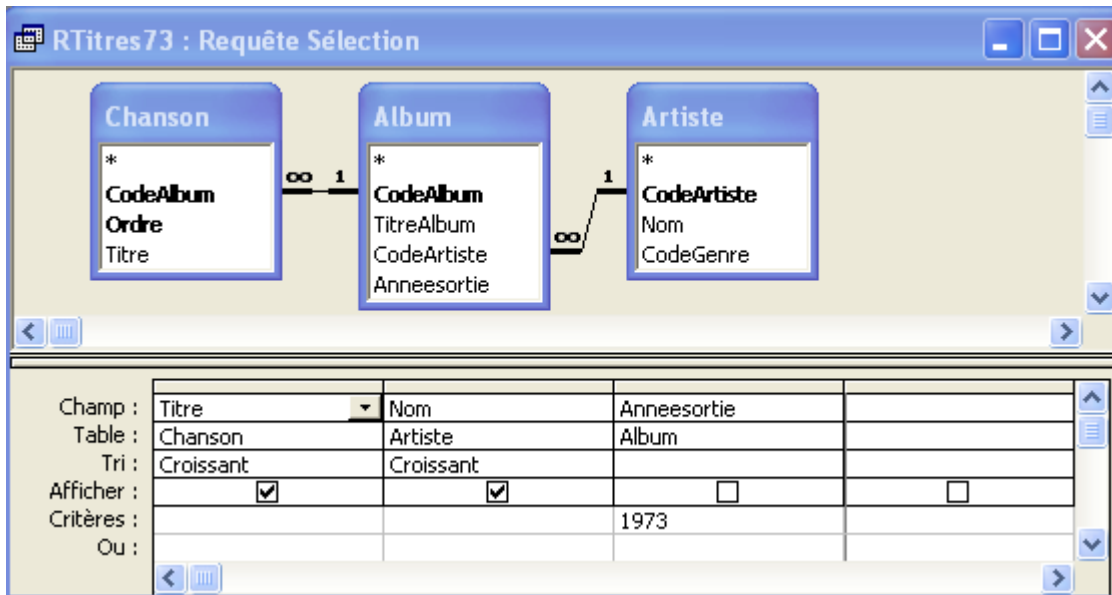 RTitres73 : Requête Sélection
Chanson
*
CodeAlbum
Ordre
Titre
∞ 1
Album
*
CodeAlbum
TitreAlbum
CodeArtiste
Anneesortie
∞ 1
Artiste
*
CodeArtiste
Nom
CodeGenre
Champ : Titre Nom Anneesortie
Table : Chanson Artiste Album
Tri : Croissant Croissant
Afficher :
Critères : 1973
Ou :